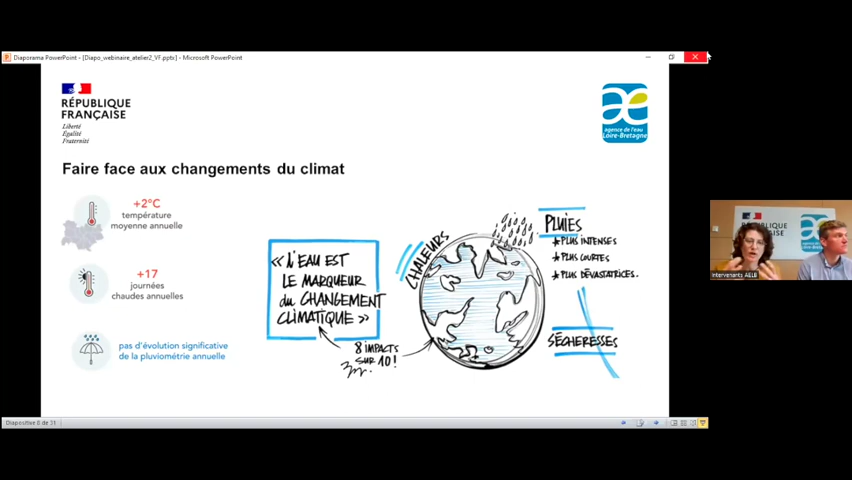 Diaporama PowerPoint - [Diapo_webinaire_atelier2_VF.pptx] - Microsoft PowerPoint
RÉPUBLIQUE
FRANÇAISE
Liberté
Égalité
Fraternité
agence de l'eau
Loire-Bretagne
Faire face aux changements du climat
+2°C
température
moyenne annuelle
+17
journées
chaudes annuelles
pas d'évolution significative
de la pluviométrie annuelle
« L'EAU EST
LE MARQUEUR
du CHANGEMENT
CLIMATIQUE »
8 IMPACTS
SUR 10 !
CHALEURS
PLUIES
* PLUS INTENSES
* PLUS COURTES
* PLUS DÉVASTATRICES.
SÉCHERESSES
Intervenants AELB
Diapositive 8 de 31